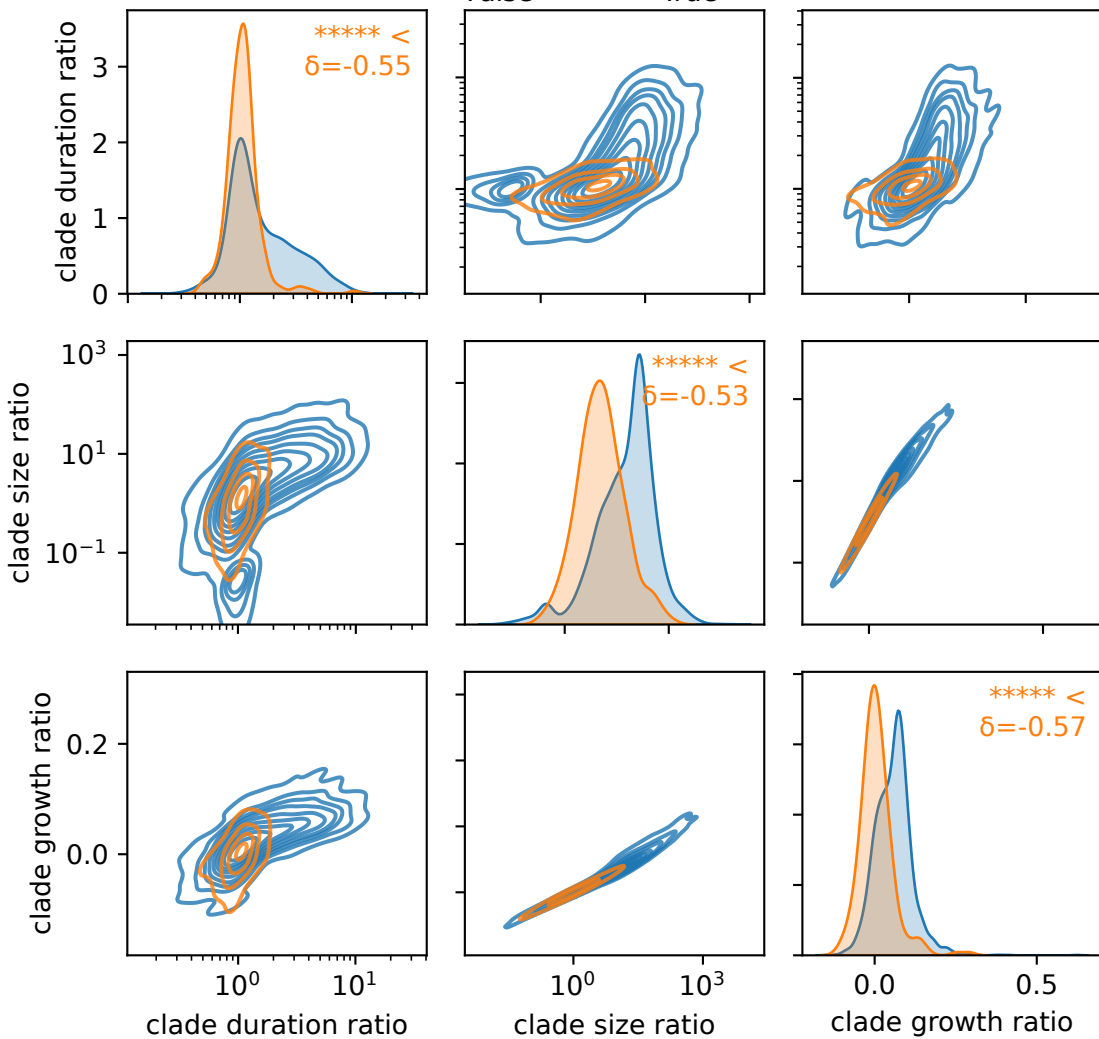 ***** <
δ=-0.55
clade duration ratio
3
2
1
0
***** <
δ=-0.53
clade size ratio
10³
10¹
10⁻¹
***** <
δ=-0.57
clade growth ratio
0.2
0.0
10⁰ 10¹
10⁰ 10³
0.0 0.5
clade duration ratio
clade size ratio
clade growth ratio